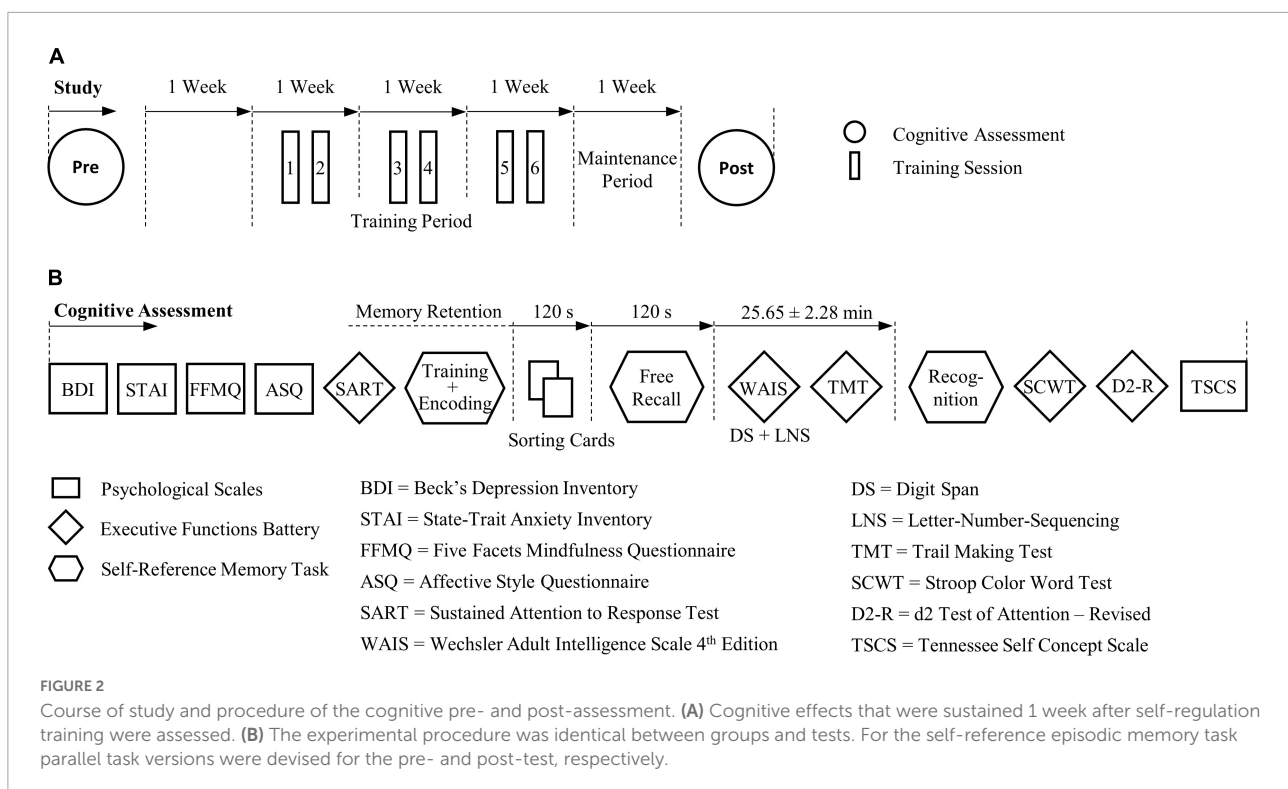 A
Study
1 Week
1 Week
1 Week
1 Week
1 Week
Pre
1
2
3
4
5
6
Maintenance
Period
Post
Training Period
Cognitive Assessment
Training Session
B
Cognitive Assessment
Memory Retention
120 s
120 s
25.65 ± 2.28 min
BDI
STAI
FFMQ
ASQ
SART
Training
+
Encoding
Sorting Cards
Free
Recall
WAIS
DS + LNS
TMT
Recog-
nition
SCWT
D2-R
TSCS
Psychological Scales
Executive Functions Battery
Self-Reference Memory Task
BDI = Beck's Depression Inventory
STAI = State-Trait Anxiety Inventory
FFMQ = Five Facets Mindfulness Questionnaire
ASQ = Affective Style Questionnaire
SART = Sustained Attention to Response Test
WAIS = Wechsler Adult Intelligence Scale 4th Edition
DS = Digit Span
LNS = Letter-Number-Sequencing
TMT = Trail Making Test
SCWT = Stroop Color Word Test
D2-R = d2 Test of Attention – Revised
TSCS = Tennessee Self Concept Scale
FIGURE 2
Course of study and procedure of the cognitive pre- and post-assessment. (A) Cognitive effects that were sustained 1 week after self-regulation
training were assessed. (B) The experimental procedure was identical between groups and tests. For the self-reference episodic memory task
parallel task versions were devised for the pre- and post-test, respectively.